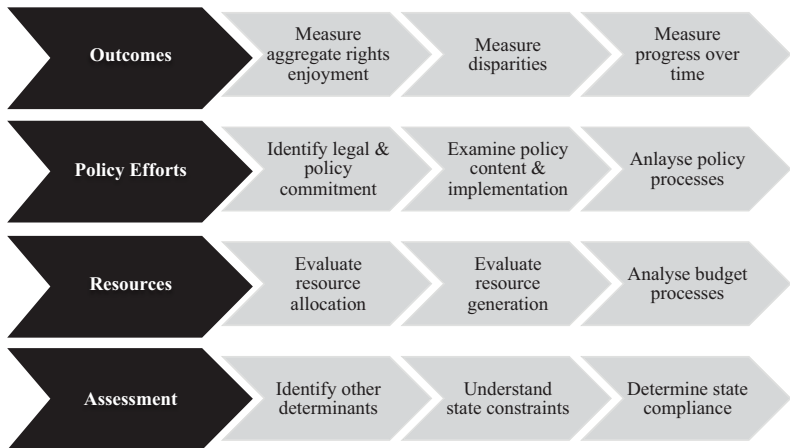 Outcomes
Measure
aggregate rights
enjoyment
Measure
disparities
Measure
progress over
time
Policy Efforts
Identify legal &
policy
commitment
Examine policy
content &
implementation
Anlayse policy
processes
Resources
Evaluate
resource
allocation
Evaluate
resource
generation
Analyse budget
processes
Assessment
Identify other
determinants
Understand
state constraints
Determine state
compliance